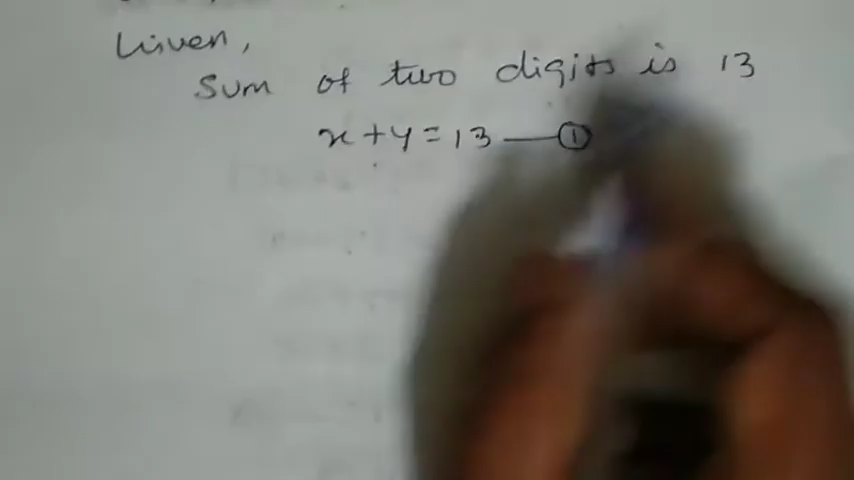 Given,
Sum of two digits is 13
x+y=13 —— ①